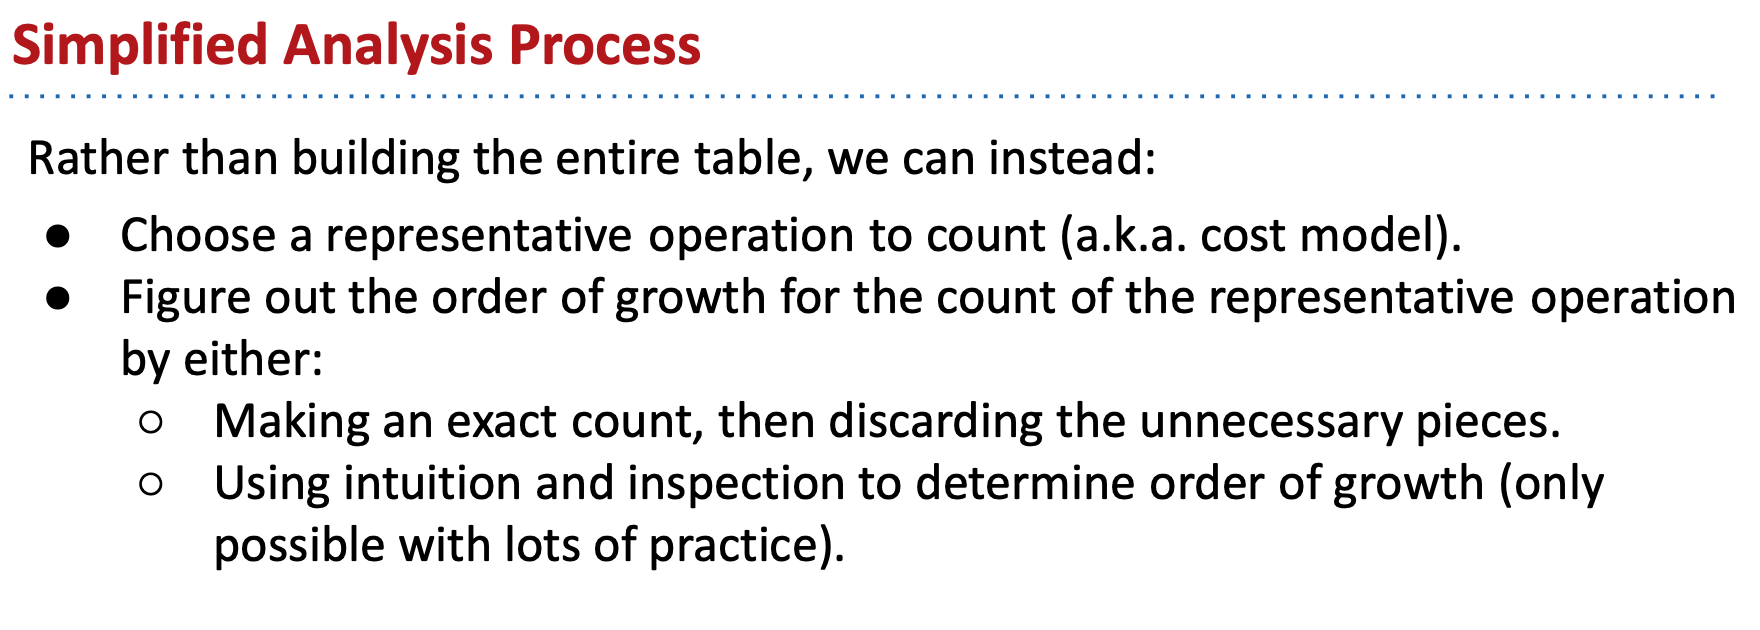 Simplified Analysis Process
Rather than building the entire table, we can instead:
● Choose a representative operation to count (a.k.a. cost model).
● Figure out the order of growth for the count of the representative operation
by either:
○ Making an exact count, then discarding the unnecessary pieces.
○ Using intuition and inspection to determine order of growth (only
possible with lots of practice).